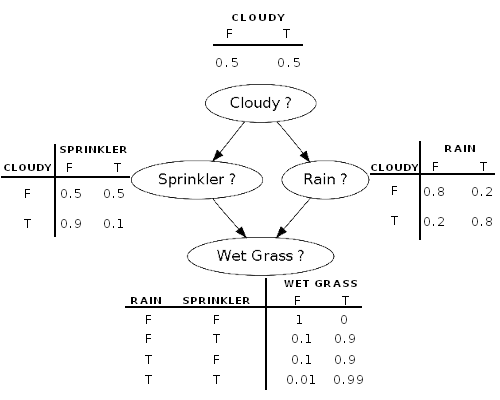 CLOUDY
F T
0.5 0.5
Cloudy ?
SPRINKLER
CLOUDY F T
F 0.5 0.5
T 0.9 0.1
Sprinkler ?
Rain ?
RAIN
CLOUDY F T
F 0.8 0.2
T 0.2 0.8
Wet Grass ?
WET GRASS
RAIN SPRINKLER F T
F F 1 0
F T 0.1 0.9
T F 0.1 0.9
T T 0.01 0.99